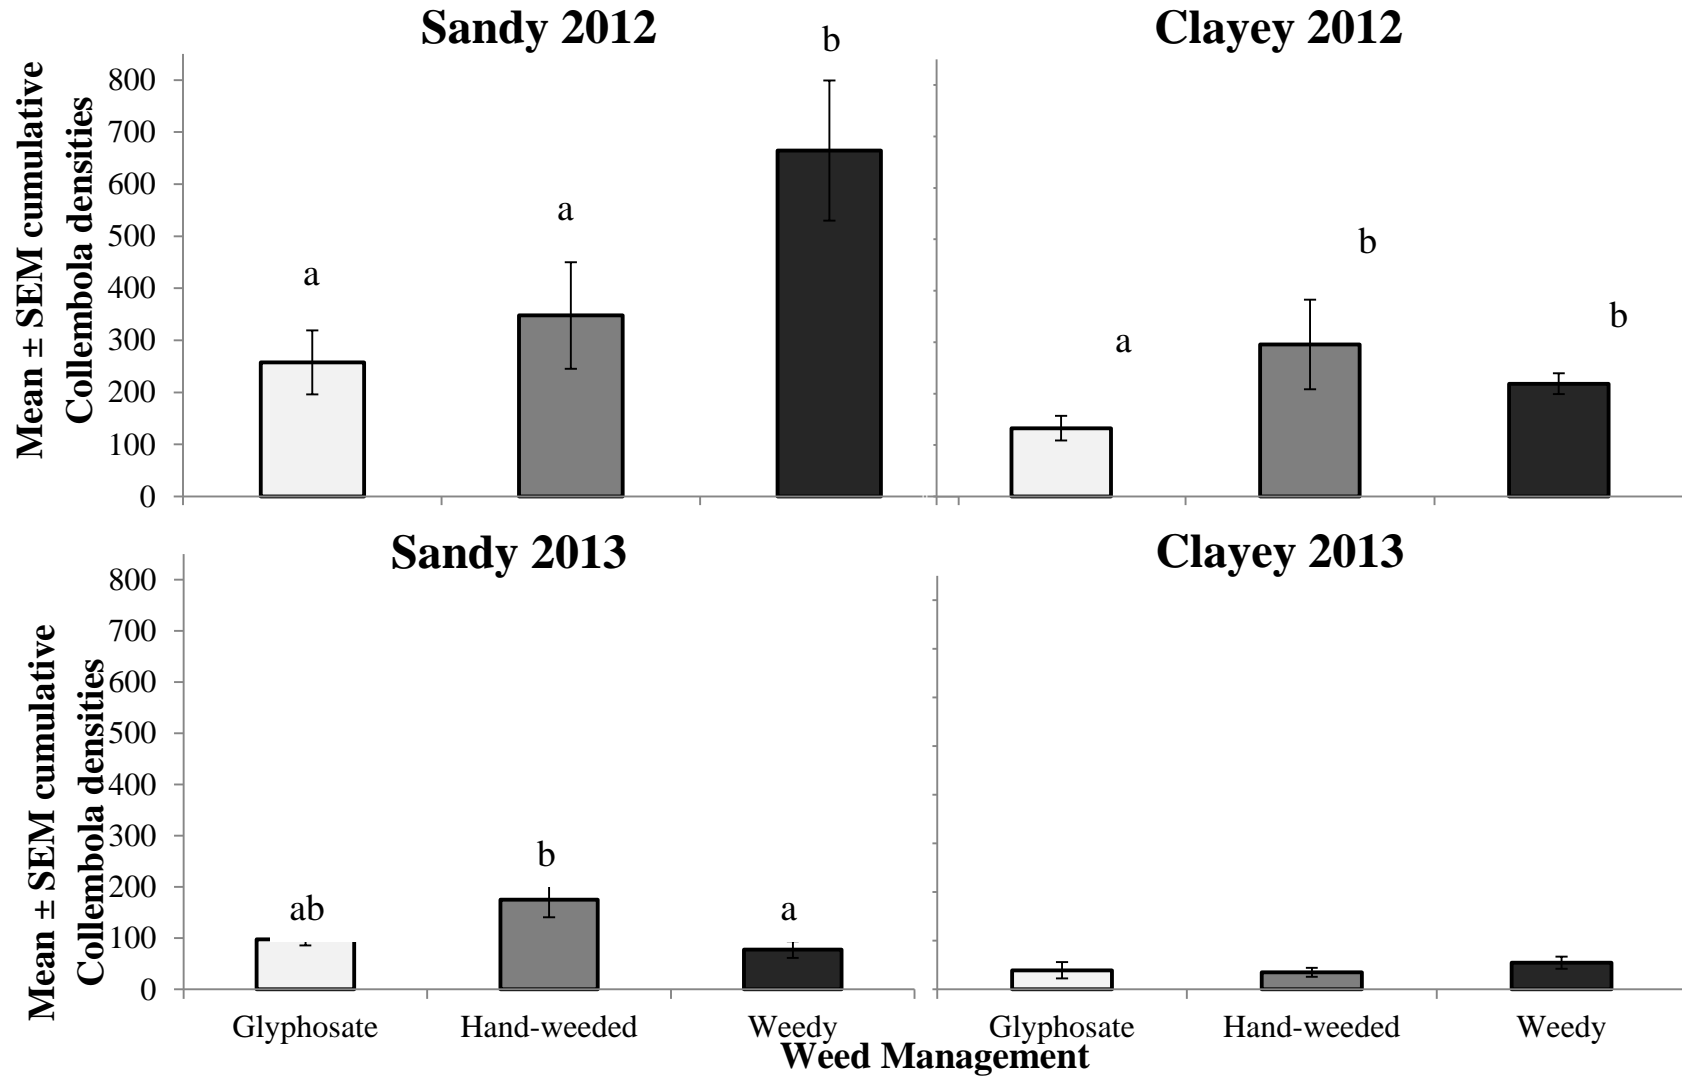 Sandy 2012
Clayey 2012
Mean ± SEM cumulative
Collembola densities
800
700
600
500
400
300
200
100
0
a
a
b
a
b
b
Sandy 2013
Clayey 2013
Mean ± SEM cumulative
Collembola densities
800
700
600
500
400
300
200
100
0
ab
b
a
Glyphosate
Hand-weeded
Weedy
Glyphosate
Hand-weeded
Weedy
Weed Management